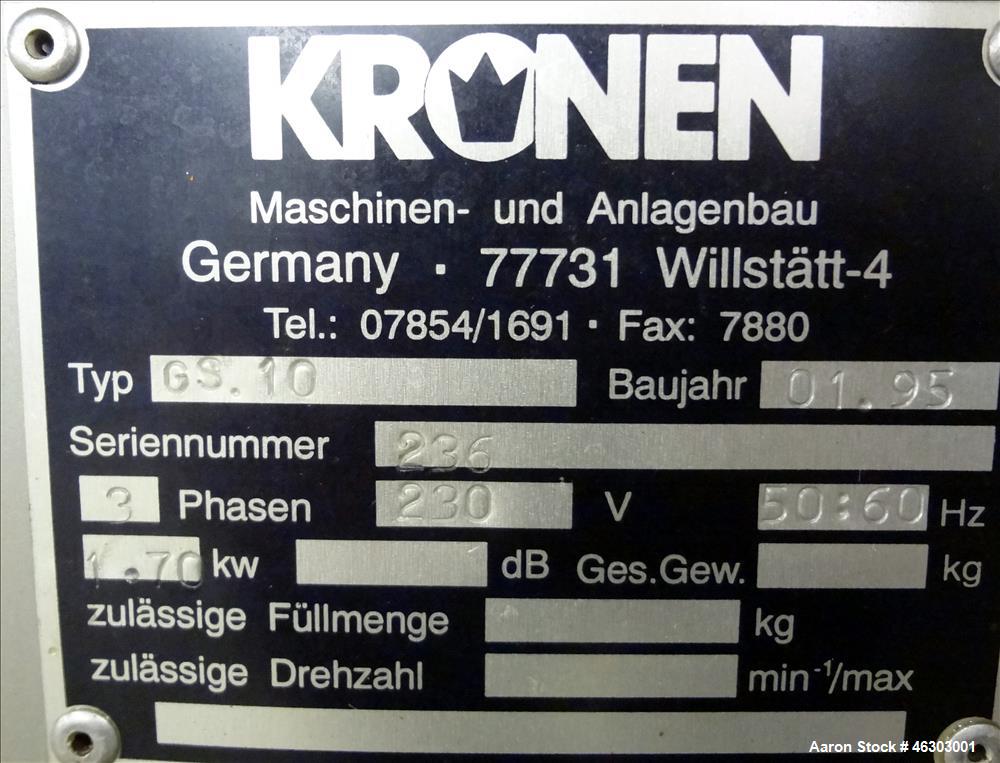 KRONEN
Maschinen- und Anlagenbau
Germany · 77731 Willstätt-4
Tel.: 07854/1691 · Fax: 7880
Typ GS.10 Baujahr 01.95
Seriennummer 236
3 Phasen 230 V 50:60 Hz
1.70 kw dB Ges.Gew. kg
zulässige Füllmenge kg
zulässige Drehzahl min⁻¹/max
Aaron Stock # 46303001